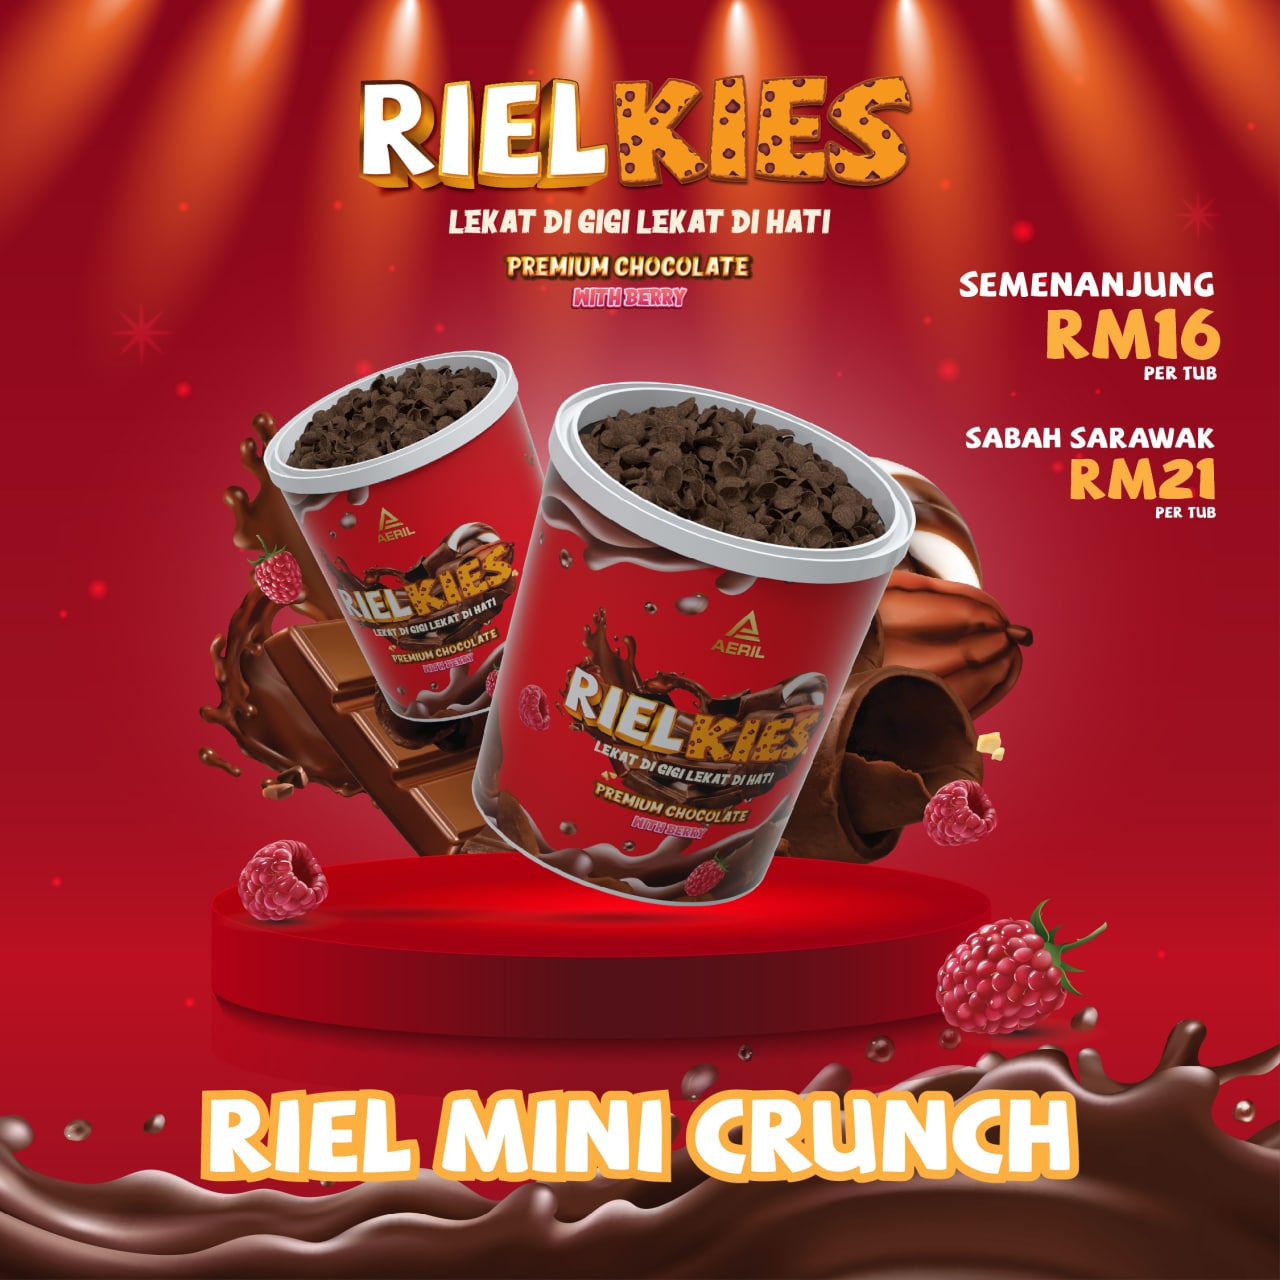 RIELKIES
LEKAT DI GIGI LEKAT DI HATI
PREMIUM CHOCOLATE
WITH BERRY
SEMENANJUNG
RM16
PER TUB
SABAH SARAWAK
RM21
PER TUB
AERIL
RIELKIES
LEKAT DI GIGI LEKAT DI HATI
PREMIUM CHOCOLATE
WITH BERRY
AERIL
RIELKIES
LEKAT DI GIGI LEKAT DI HATI
PREMIUM CHOCOLATE
WITH BERRY
RIEL MINI CRUNCH